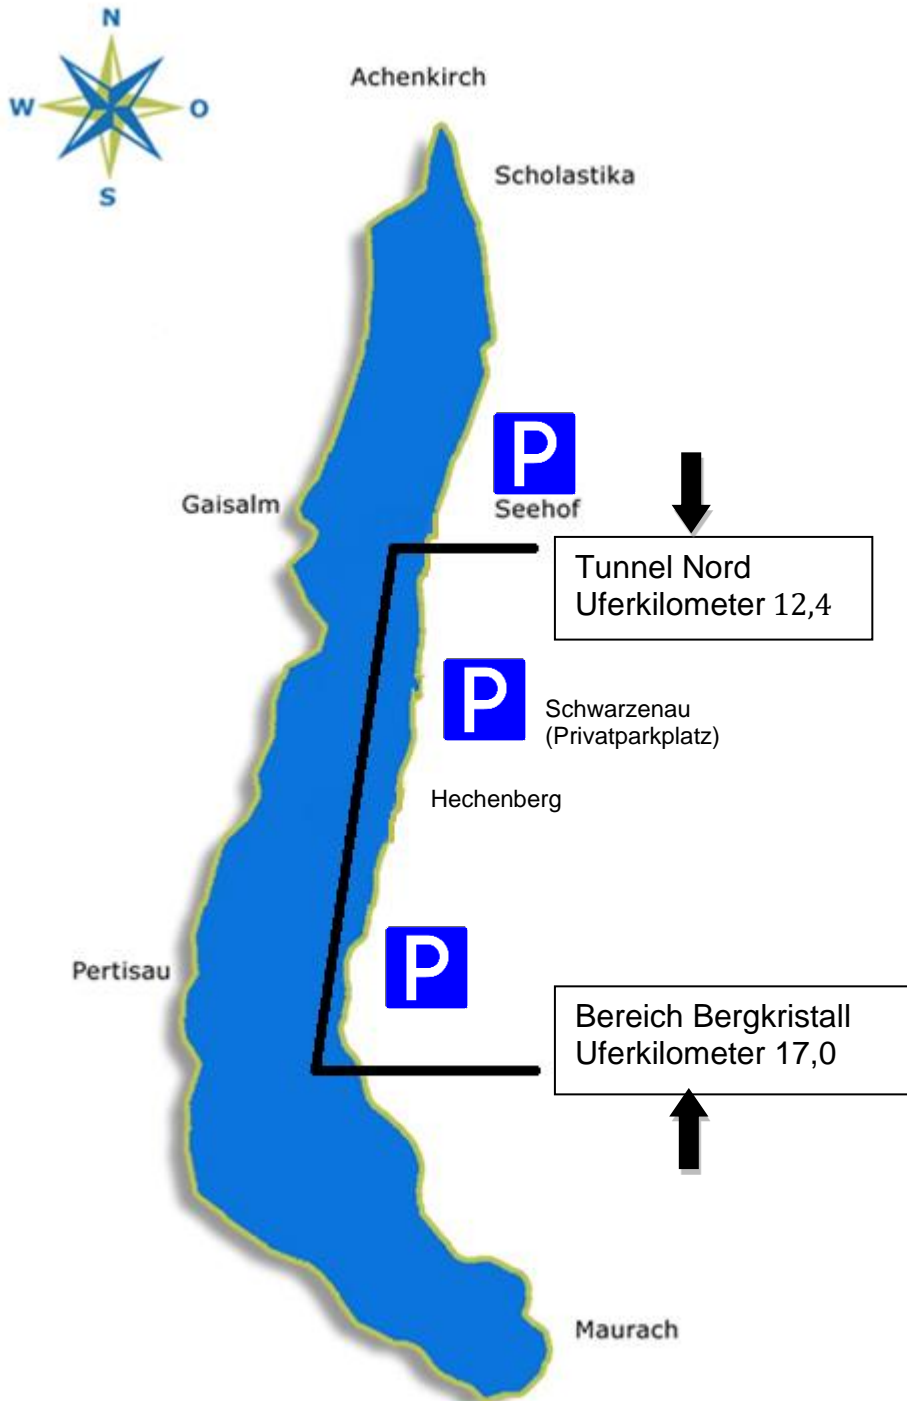 N
W
O
S
Achenkirch
Scholastika
P
Gaisalm
Seehof
Tunnel Nord
Uferkilometer 12,4
P
Schwarzenau
(Privatparkplatz)
Hechenberg
P
Pertisau
Bereich Bergkristall
Uferkilometer 17,0
Maurach